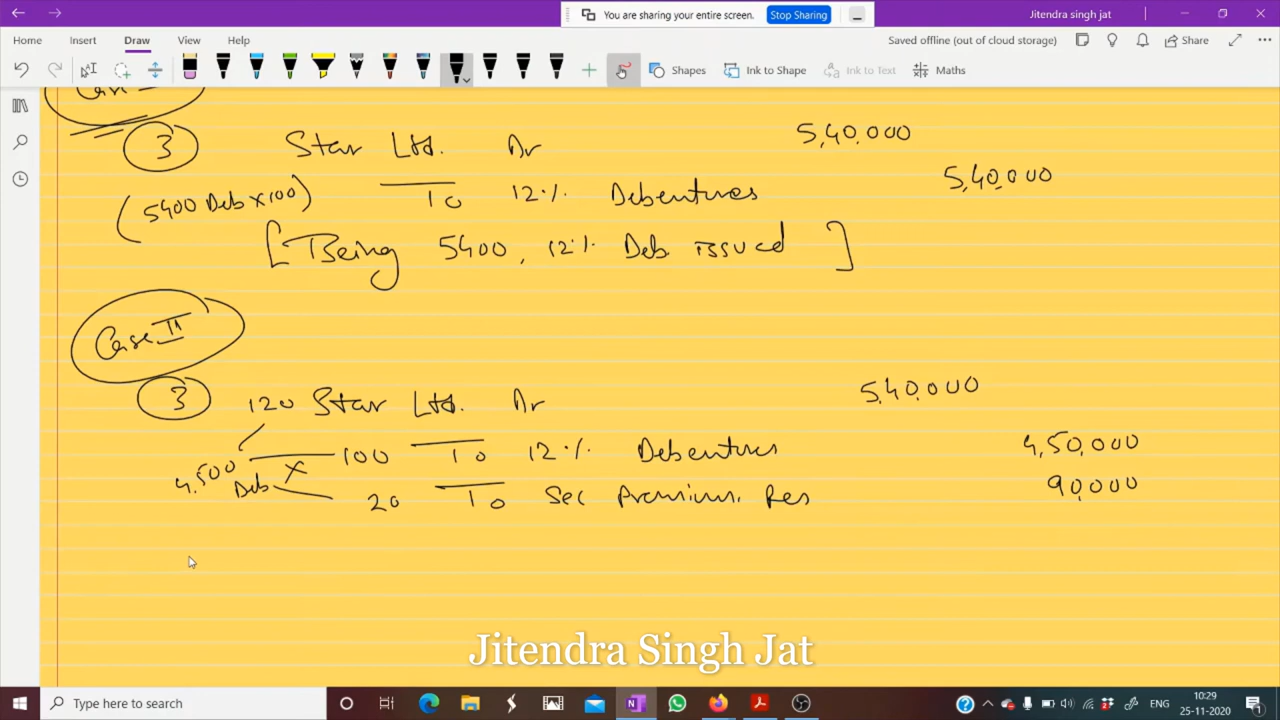 You are sharing your entire screen. Stop Sharing
Jitendra singh jat
Home Insert Draw View Help
Saved offline (out of cloud storage) Share
Shapes Ink to Shape Ink to Text Maths
3 Star Ltd. Dr 5,40,000
(5400 Deb x 100) To 12% Debentures 5,40,000
[Being 5400, 12% Deb issued]
Case II
3 120 Star Ltd. Dr 5,40,000
4,500 Deb X 100 To 12% Debentures 4,50,000
20 To Sec Premium Res 90,000
Jitendra Singh Jat
Type here to search
ENG 10:29
25-11-2020